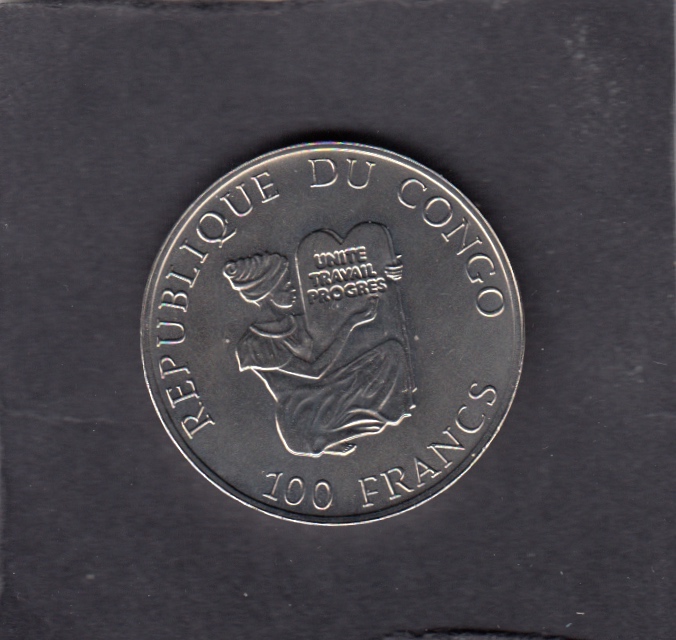 REPUBLIQUE DU CONGO
UNITE
TRAVAIL
PROGRES
100 FRANCS